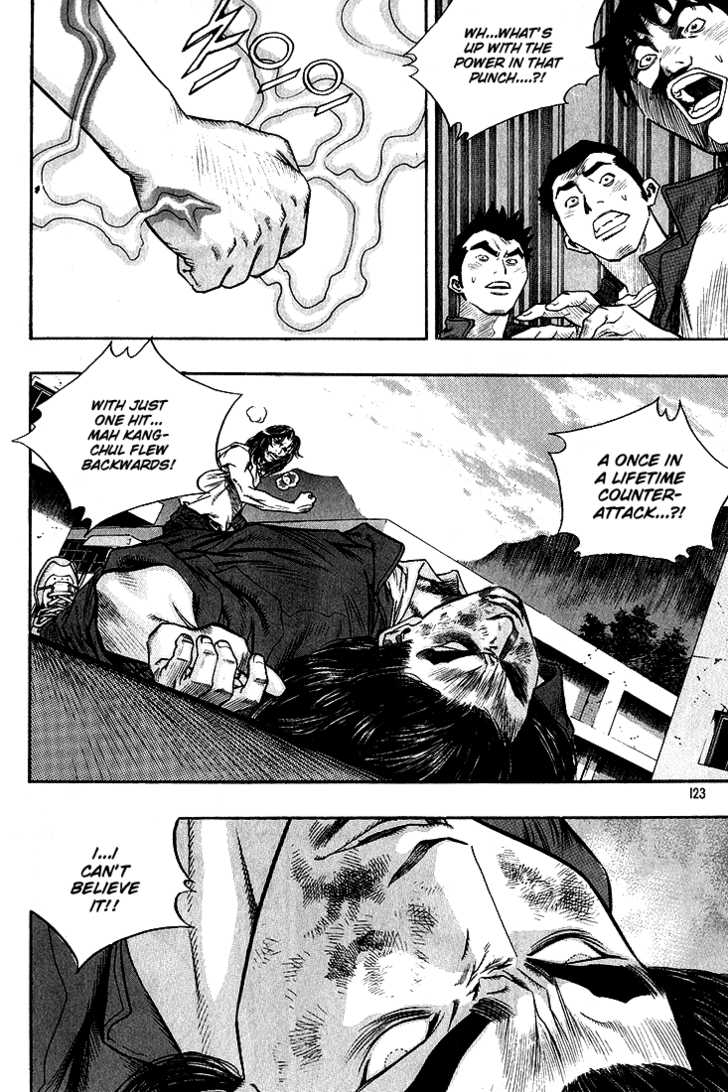 WH...WHAT'S
UP WITH THE
POWER IN THAT
PUNCH....?!
WITH JUST
ONE HIT...
MAH KANG-
CHUL FLEW
BACKWARDS!
A ONCE IN
A LIFETIME
COUNTER-
ATTACK...?!
123
I...I
CAN'T
BELIEVE
IT!!